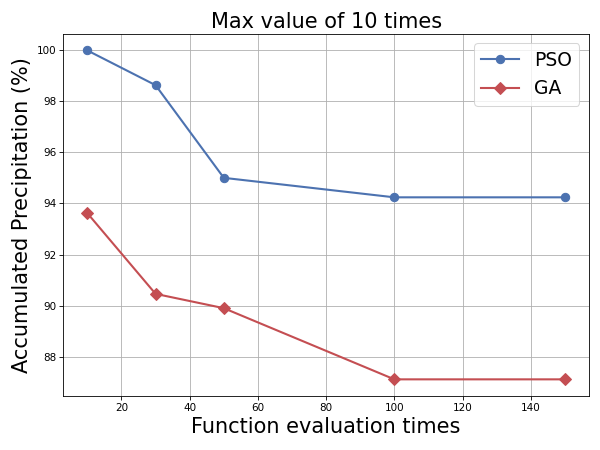 Max value of 10 times
PSO
GA
Accumulated Precipitation (%)
100
98
96
94
92
90
88
20
40
60
80
100
120
140
Function evaluation times